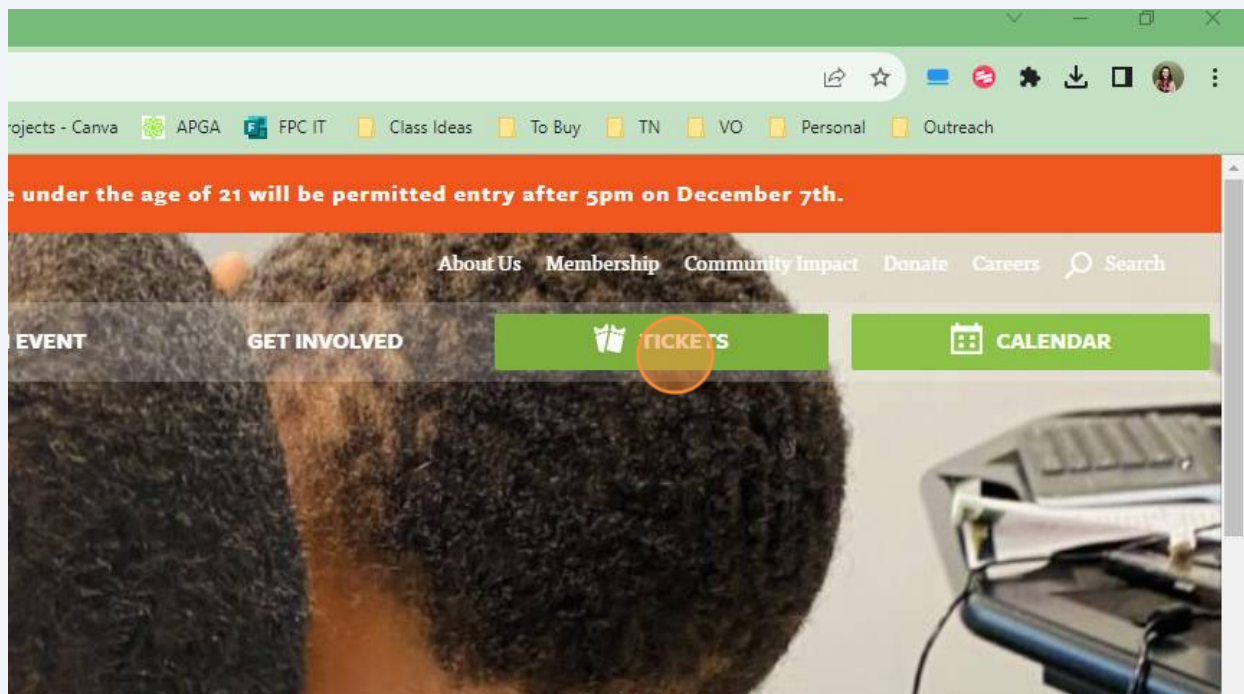 rojects - Canva APGA FPC IT Class Ideas To Buy TN VO Personal Outreach
under the age of 21 will be permitted entry after 5pm on December 7th.
About Us Membership Community Impact Donate Careers Search
EVENT GET INVOLVED TICKETS CALENDAR